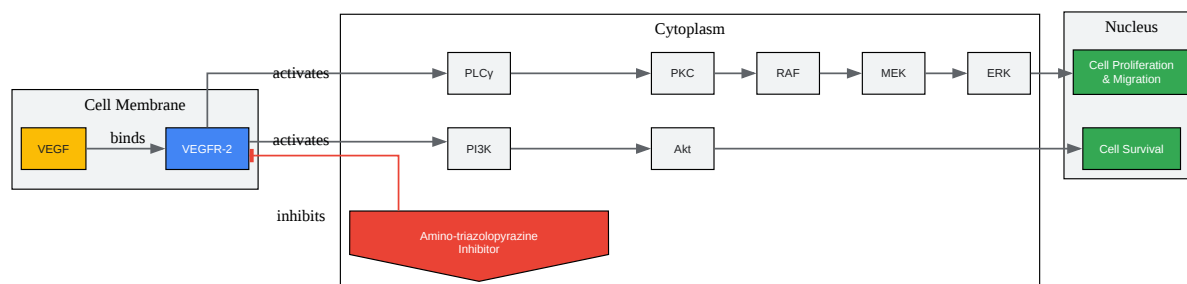 Cytoplasm
Nucleus
activates
PLCγ
PKC
RAF
MEK
ERK
Cell Proliferation
& Migration
Cell Membrane
VEGF
binds
VEGFR-2
activates
PI3K
Akt
Cell Survival
inhibits
Amino-triazolopyrazine
Inhibitor